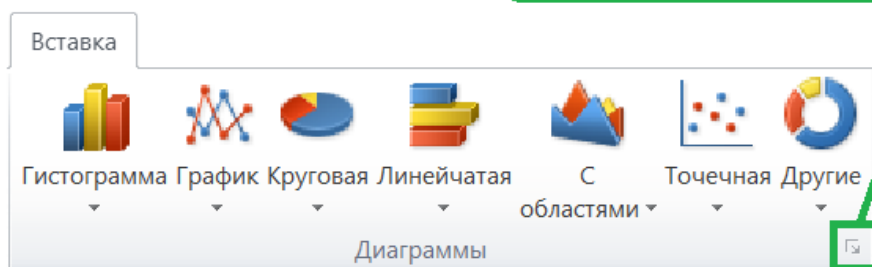 Вставка
Гистограмма График Круговая Линейчатая С областями Точечная Другие
Диаграммы